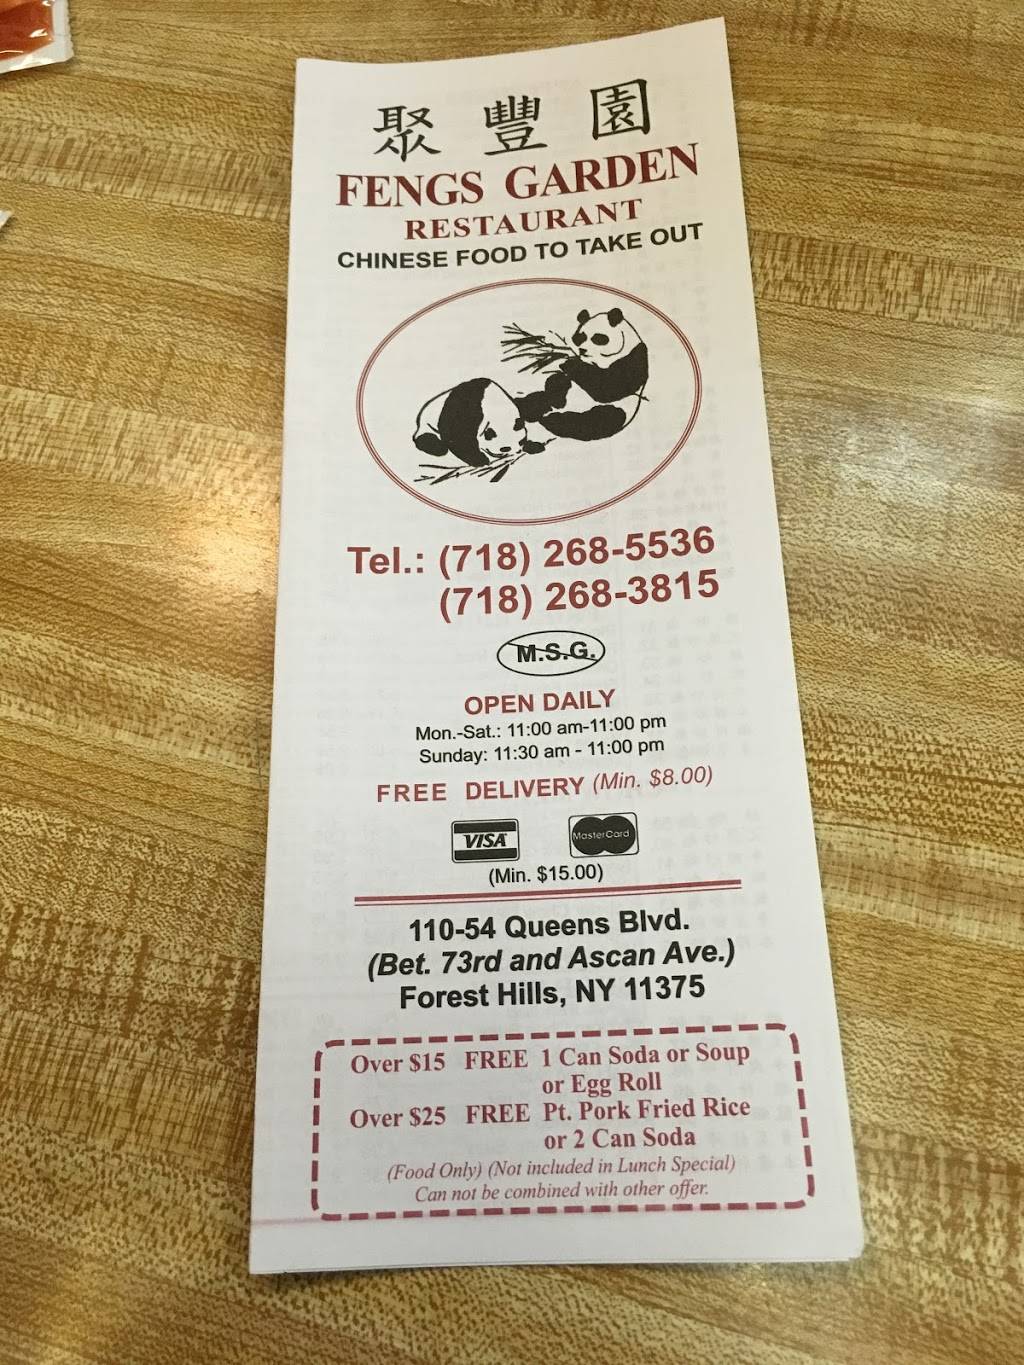 聚豐園
FENGS GARDEN
RESTAURANT
CHINESE FOOD TO TAKE OUT
Tel.: (718) 268-5536
(718) 268-3815
M.S.G.
OPEN DAILY
Mon.-Sat.: 11:00 am-11:00 pm
Sunday: 11:30 am - 11:00 pm
FREE DELIVERY (Min. $8.00)
VISA MasterCard
(Min. $15.00)
110-54 Queens Blvd.
(Bet. 73rd and Ascan Ave.)
Forest Hills, NY 11375
Over $15 FREE 1 Can Soda or Soup
or Egg Roll
Over $25 FREE Pt. Pork Fried Rice
or 2 Can Soda
(Food Only) (Not included in Lunch Special)
Can not be combined with other offer.